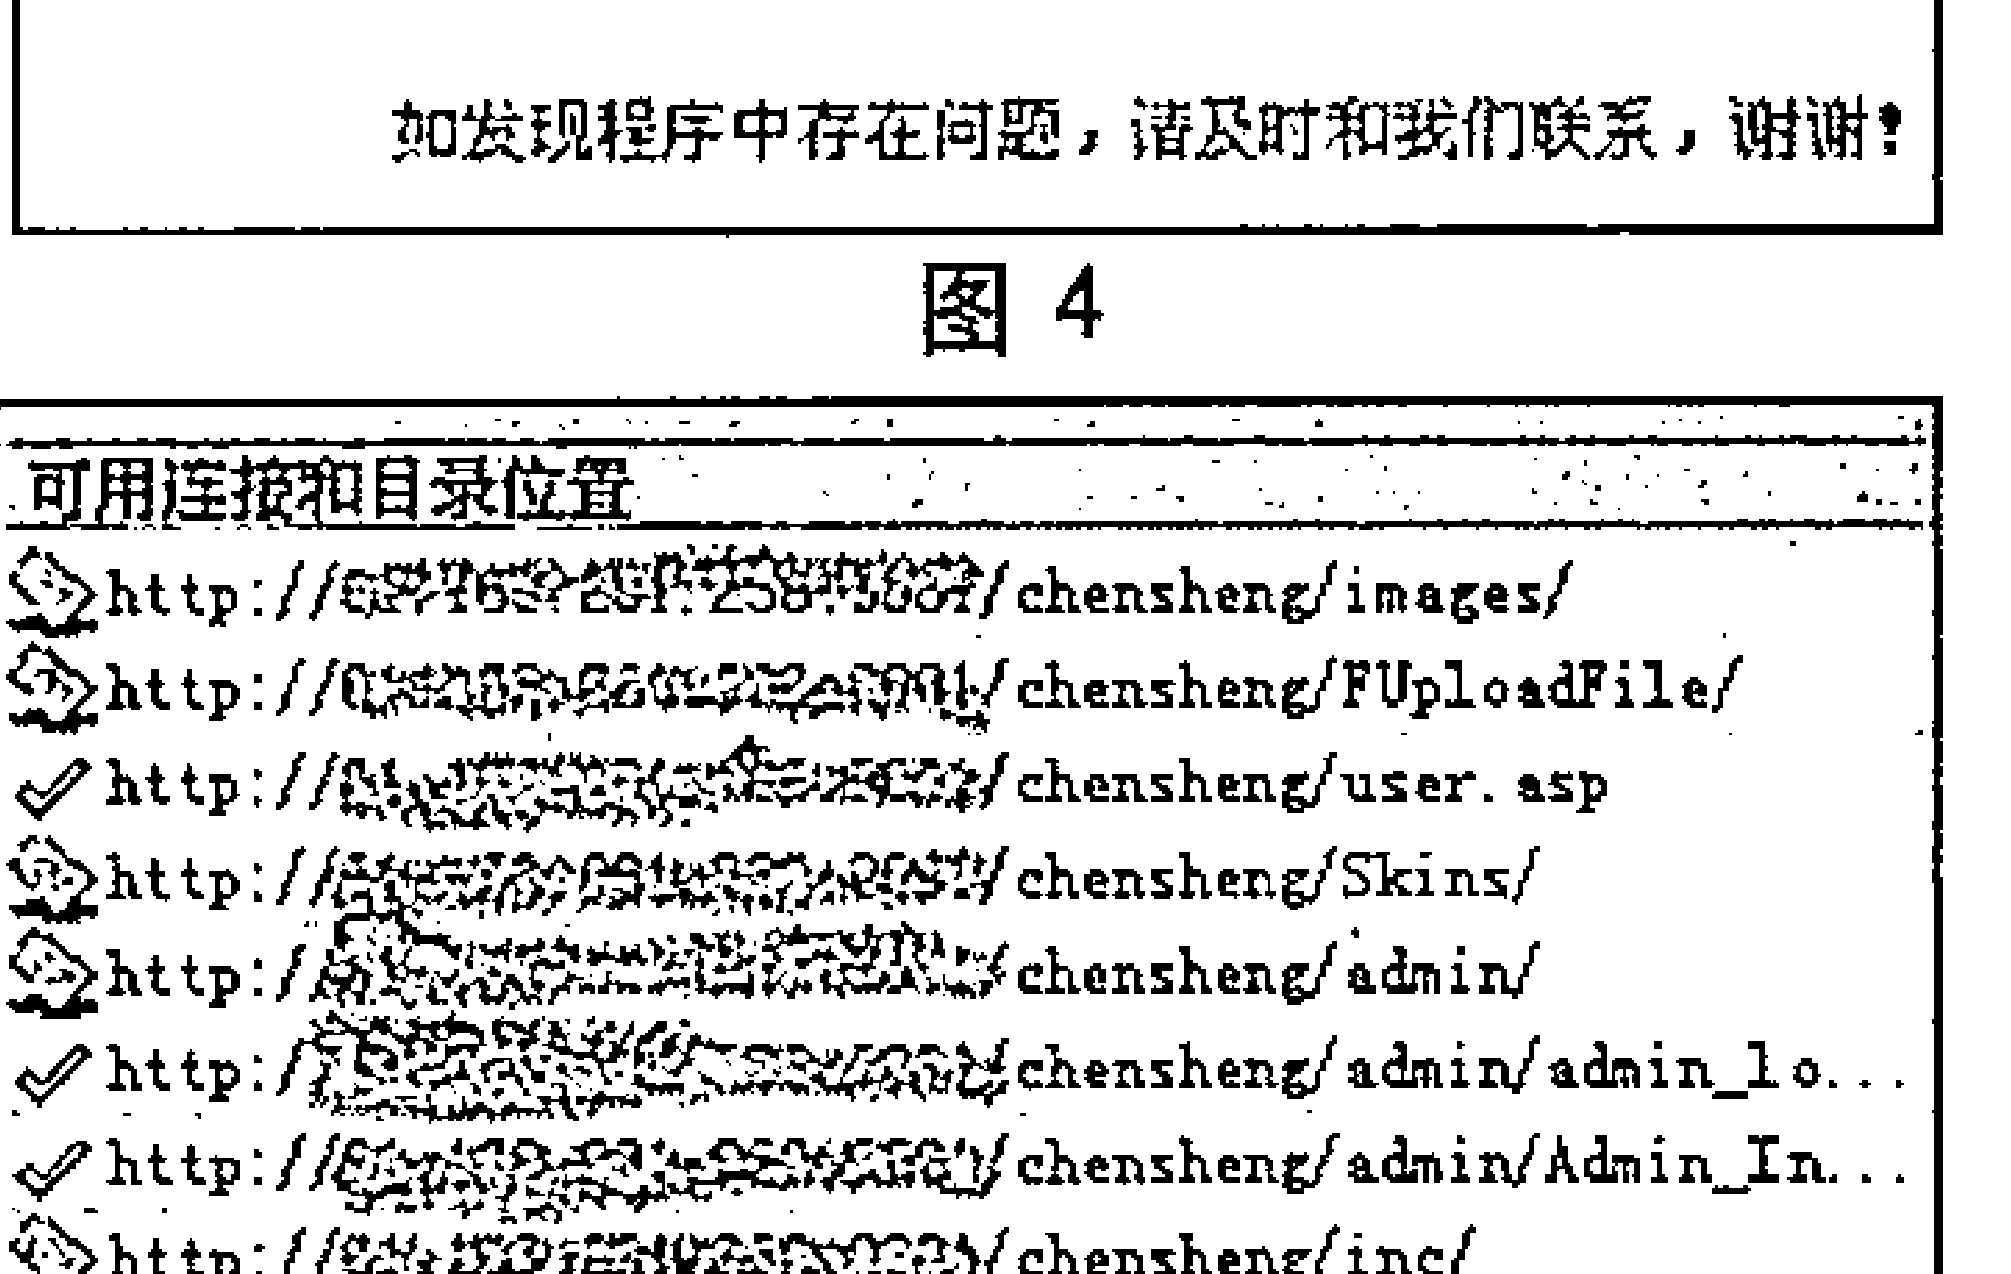 如发现程序中存在问题，请及时和我们联系，谢谢!
图 4
可用连接和目录位置
http:// /chensheng/images/
http:// /chensheng/FUploadFile/
http:// /chensheng/user.asp
http:// /chensheng/Skins/
http:// /chensheng/admin/
http:/ /chensheng/admin/admin_lo...
http:// /chensheng/admin/Admin_In...
http:// /chensheng/inc/